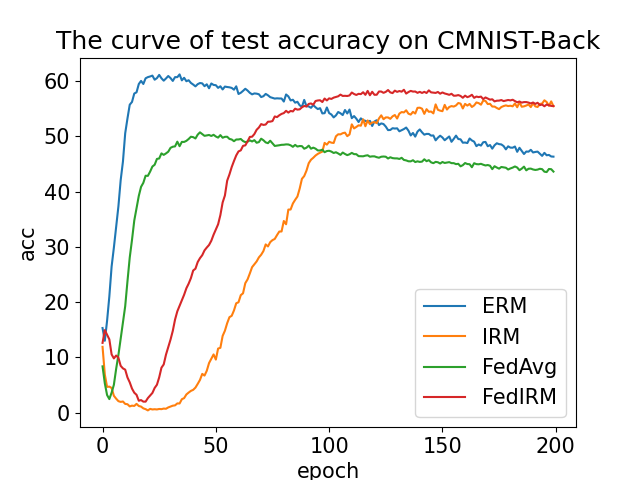 The curve of test accuracy on CMNIST-Back
acc
60
50
40
30
20
10
0
ERM
IRM
FedAvg
FedIRM
0 50 100 150 200
epoch